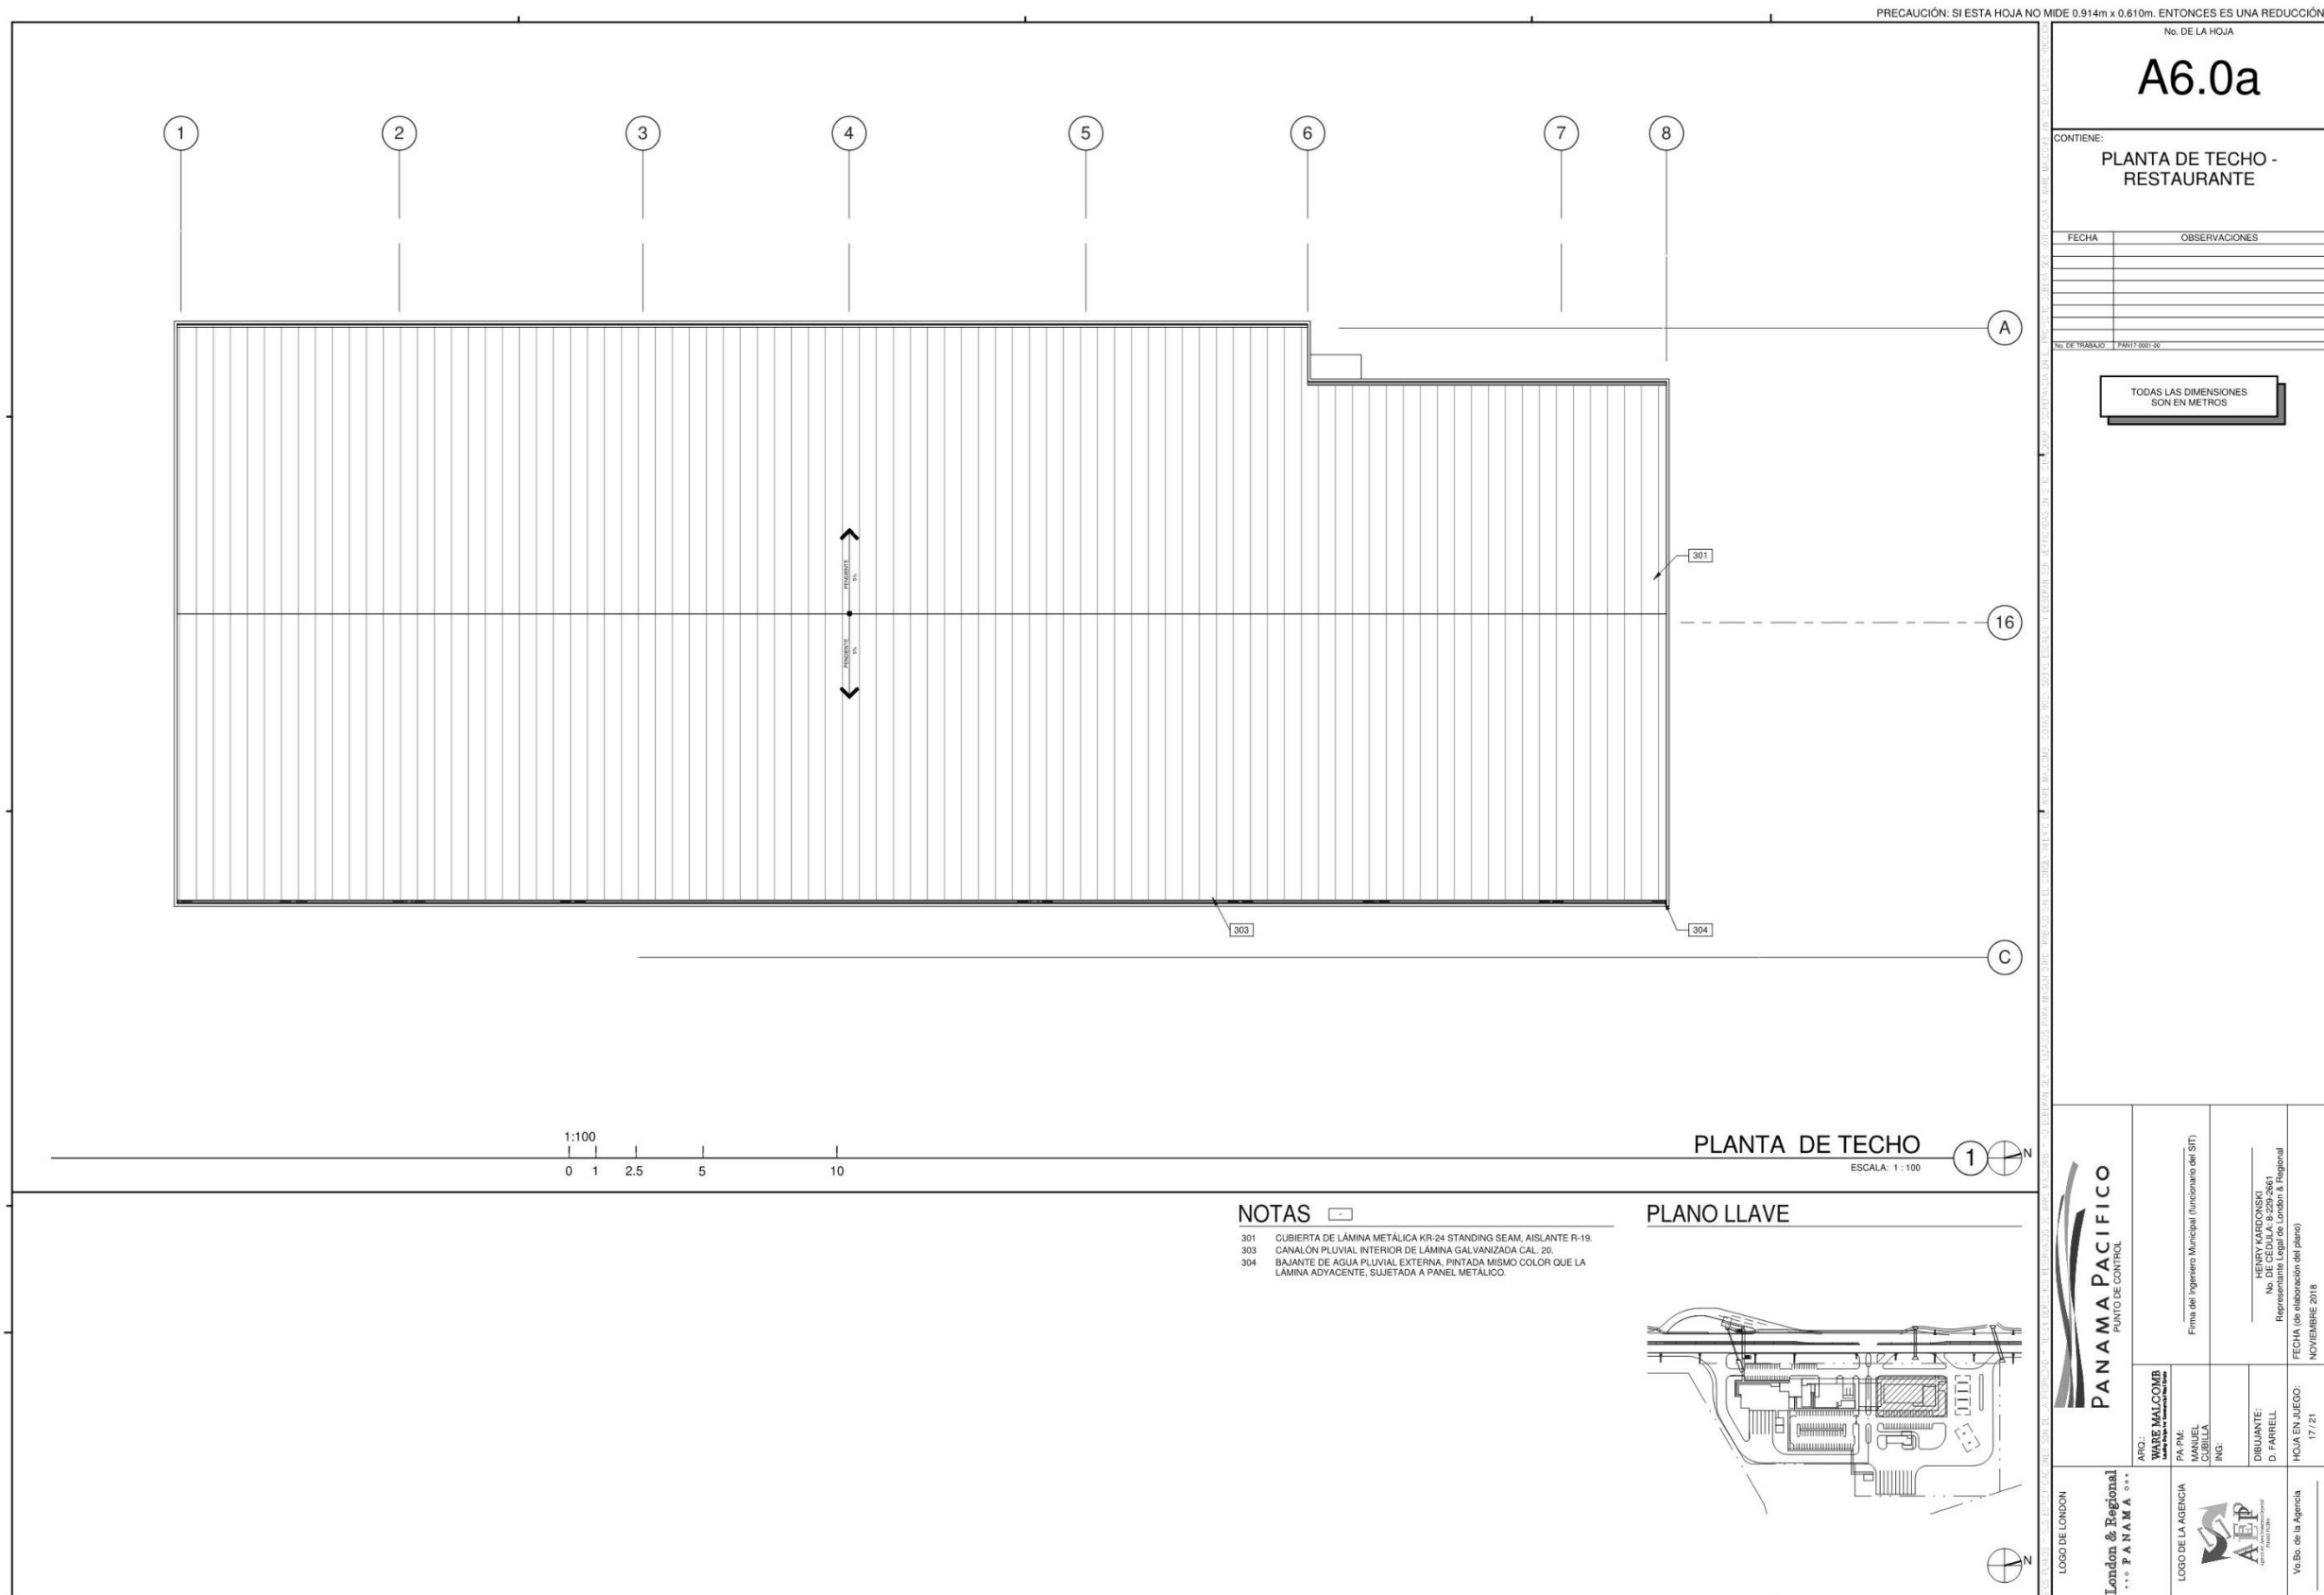 PRECAUCIÓN: SI ESTA HOJA NO MIDE 0.914m x 0.610m. ENTONCES ES UNA REDUCCIÓN
No. DE LA HOJA
A6.0a
CONTIENE:
PLANTA DE TECHO -
RESTAURANTE
FECHA OBSERVACIONES
No. DE TRABAJO PAN17-0001-00
TODAS LAS DIMENSIONES
SON EN METROS
1 2 3 4 5 6 7 8
A
301
16
PENDIENTE
5%
PENDIENTE
5%
303
304
C
1:100
0 1 2.5 5 10
PLANTA DE TECHO
ESCALA: 1 : 100
1
N
NOTAS
301 CUBIERTA DE LÁMINA METÁLICA KR-24 STANDING SEAM, AISLANTE R-19.
303 CANALÓN PLUVIAL INTERIOR DE LÁMINA GALVANIZADA CAL. 20.
304 BAJANTE DE AGUA PLUVIAL EXTERNA, PINTADA MISMO COLOR QUE LA
LÁMINA ADYACENTE, SUJETADA A PANEL METÁLICO.
PLANO LLAVE
N
PANAMA PACIFICO
PUNTO DE CONTROL
Firma del Ingeniero Municipal (funcionario del SIT)
HENRY KARDONSKI
No. DE CÉDULA: 8-229-2661
Representante Legal de London & Regional
FECHA (de elaboración del plano)
NOVIEMBRE 2018
ARQ.:
WARE MALCOMB
PA-PM:
MANUEL
CUBILLA
ING:
DIBUJANTE:
D. FARRELL
HOJA EN JUEGO:
17 / 21
LOGO DE LONDON
London & Regional
PANAMA
LOGO DE LA AGENCIA
AEPP
Vo.Bo. de la Agencia